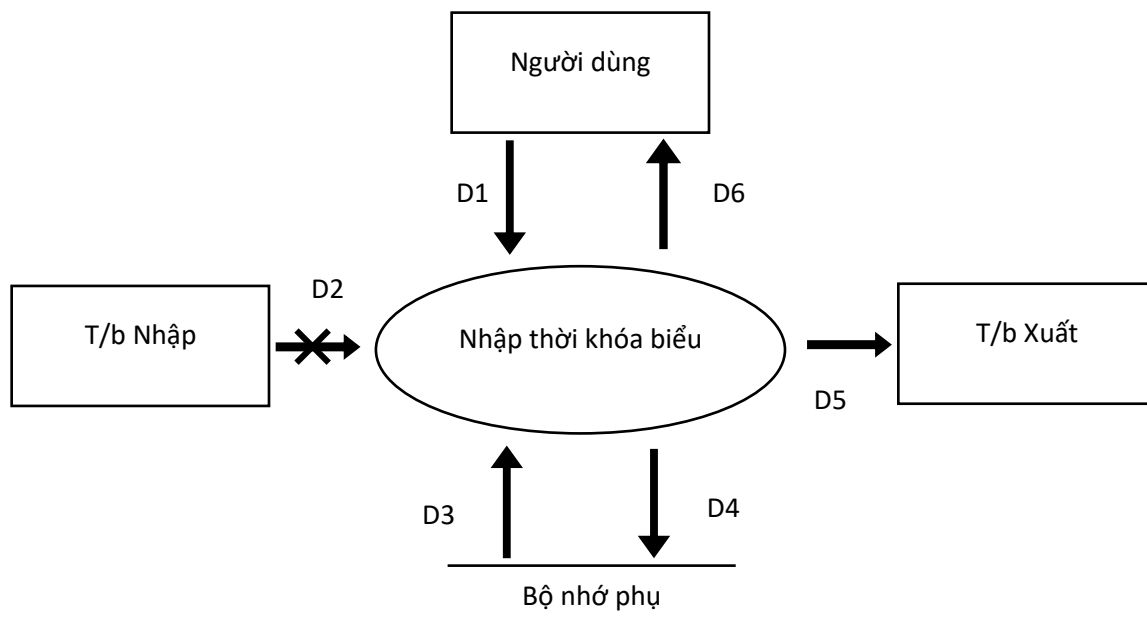 Người dùng
D1
D6
D2
T/b Nhập
Nhập thời khóa biểu
T/b Xuất
D5
D3
D4
Bộ nhớ phụ